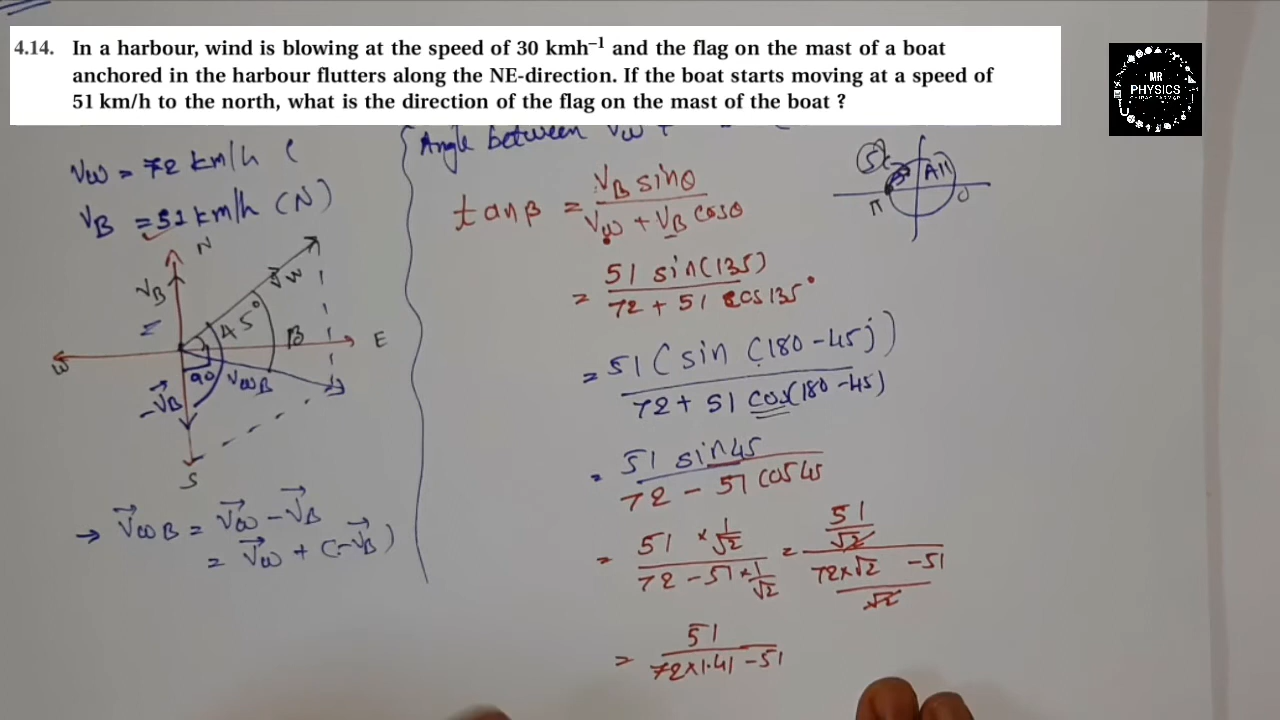 4.14. In a harbour, wind is blowing at the speed of 30 kmh⁻¹ and the flag on the mast of a boat
anchored in the harbour flutters along the NE-direction. If the boat starts moving at a speed of
51 km/h to the north, what is the direction of the flag on the mast of the boat ?
MR
PHYSICS
Vw = 72 km/h (
VB = 51 km/h (N)
N
VB
Vw
45°
β
E
W
90
VwB
-VB
S
→ VwB = Vw - VB
= Vw + (-VB)
Angle between Vw +
tanβ = VB sinθ / Vw + VB cosθ
= 51 sin(135) / 72 + 51 cos 135°
= 51 (sin (180-45)) / 72 + 51 cos(180-45)
= 51 sin45 / 72 - 51 cos45
= 51 × 1/√2 / 72 - 51 × 1/√2 = 51/√2 / 72×√2 - 51/√2
= 51 / 72×1.41 - 51
All
π
0